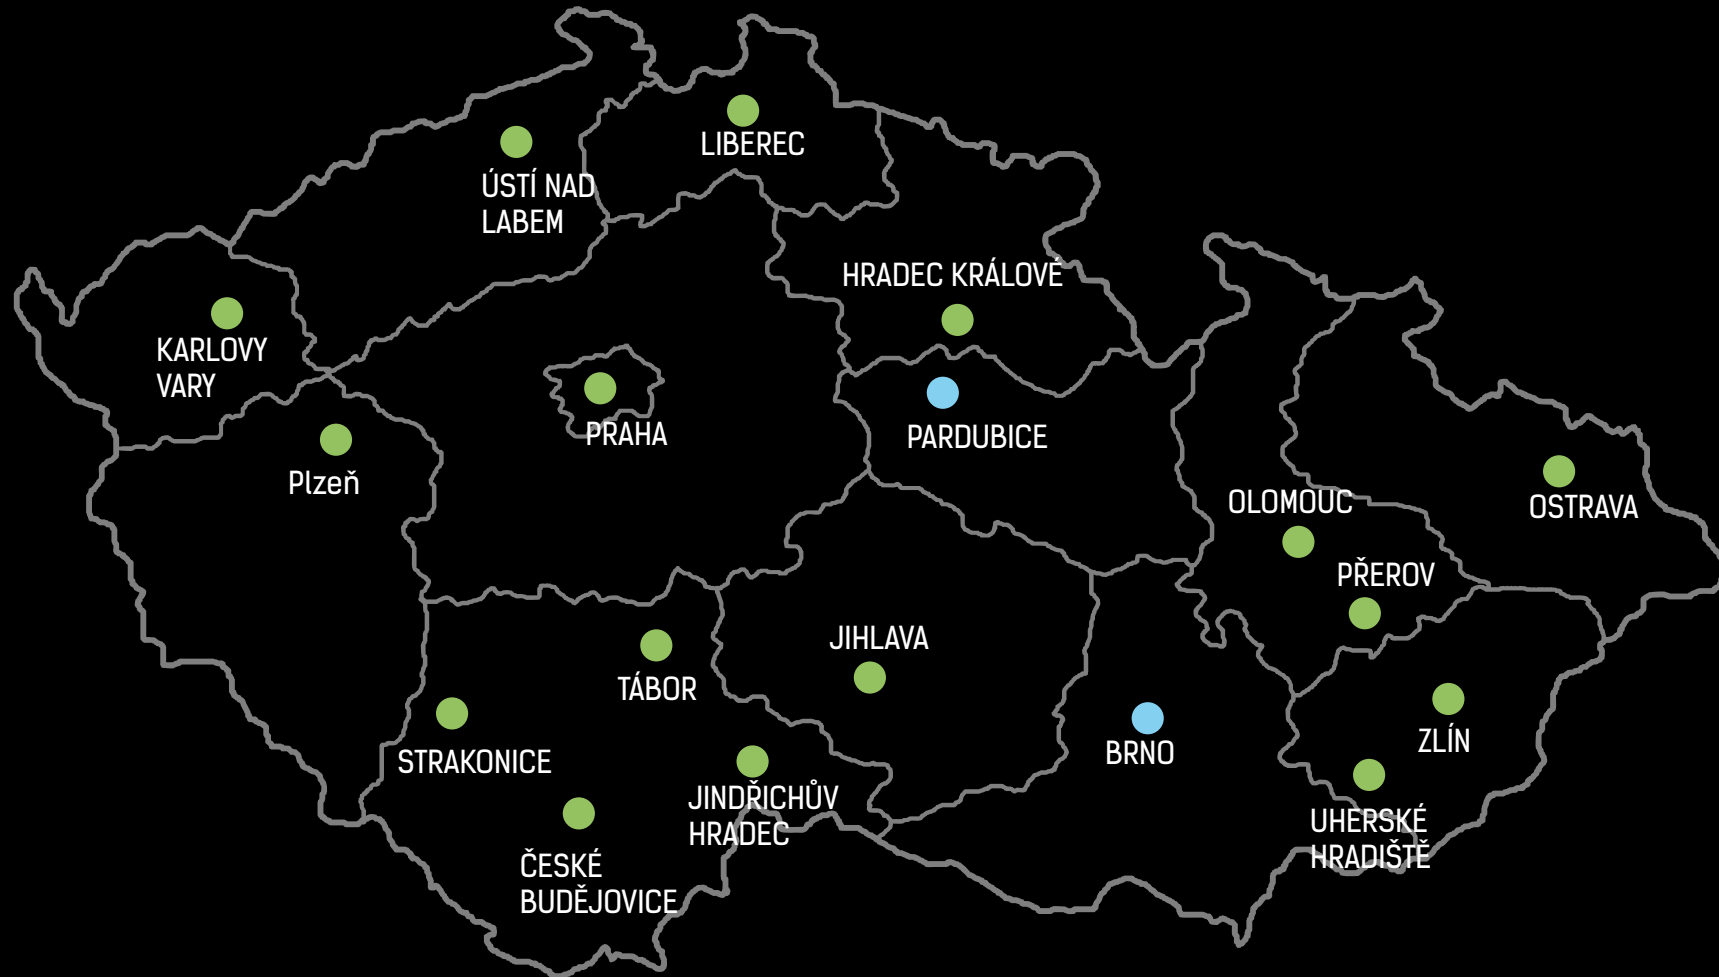 LIBEREC
ÚSTÍ NAD
LABEM
HRADEC KRÁLOVÉ
KARLOVY
VARY
PRAHA
PARDUBICE
Plzeň
OLOMOUC
OSTRAVA
PŘEROV
JIHLAVA
TÁBOR
ZLÍN
BRNO
STRAKONICE
JINDŘICHŮV
HRADEC
UHERSKÉ
HRADIŠTĚ
ČESKÉ
BUDĚJOVICE